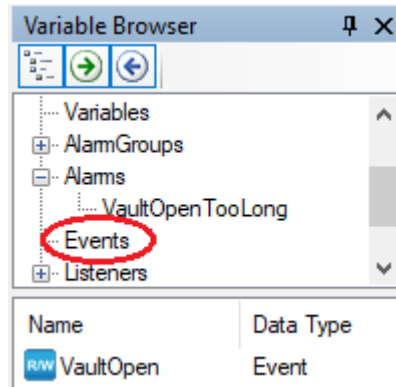 Variable Browser
Variables
AlarmGroups
Alarms
VaultOpenTooLong
Events
Listeners
Name Data Type
R/W VaultOpen Event